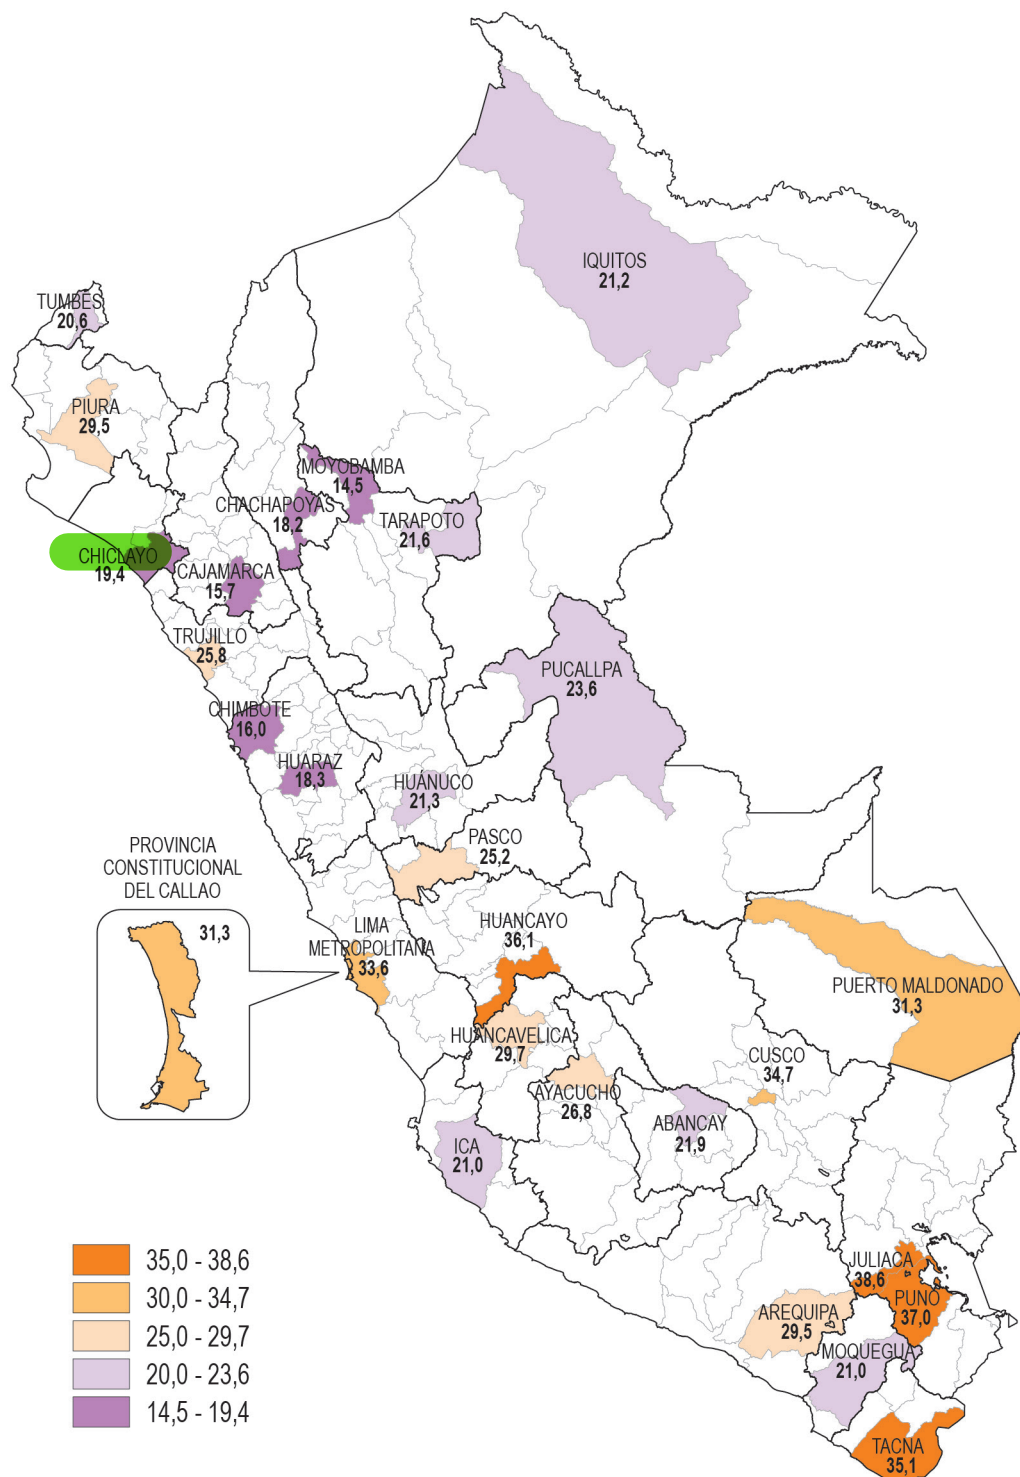 IQUITOS
21,2
TUMBES
20,6
PIURA
29,5
MOYOBAMBA
14,5
CHACHAPOYAS
18,2
TARAPOTO
21,6
CHICLAYO
19,4
CAJAMARCA
15,7
TRUJILLO
25,8
PUCALLPA
23,6
CHIMBOTE
16,0
HUARAZ
18,3
HUÁNUCO
21,3
PASCO
25,2
PROVINCIA
CONSTITUCIONAL
DEL CALLAO
31,3
LIMA
METROPOLITANA
33,6
HUANCAYO
36,1
PUERTO MALDONADO
31,3
HUANCAVELICA
29,7
CUSCO
34,7
AYACUCHO
26,8
ABANCAY
21,9
ICA
21,0
JULIACA
38,6
PUNO
37,0
AREQUIPA
29,5
MOQUEGUA
21,0
TACNA
35,1
35,0 - 38,6
30,0 - 34,7
25,0 - 29,7
20,0 - 23,6
14,5 - 19,4